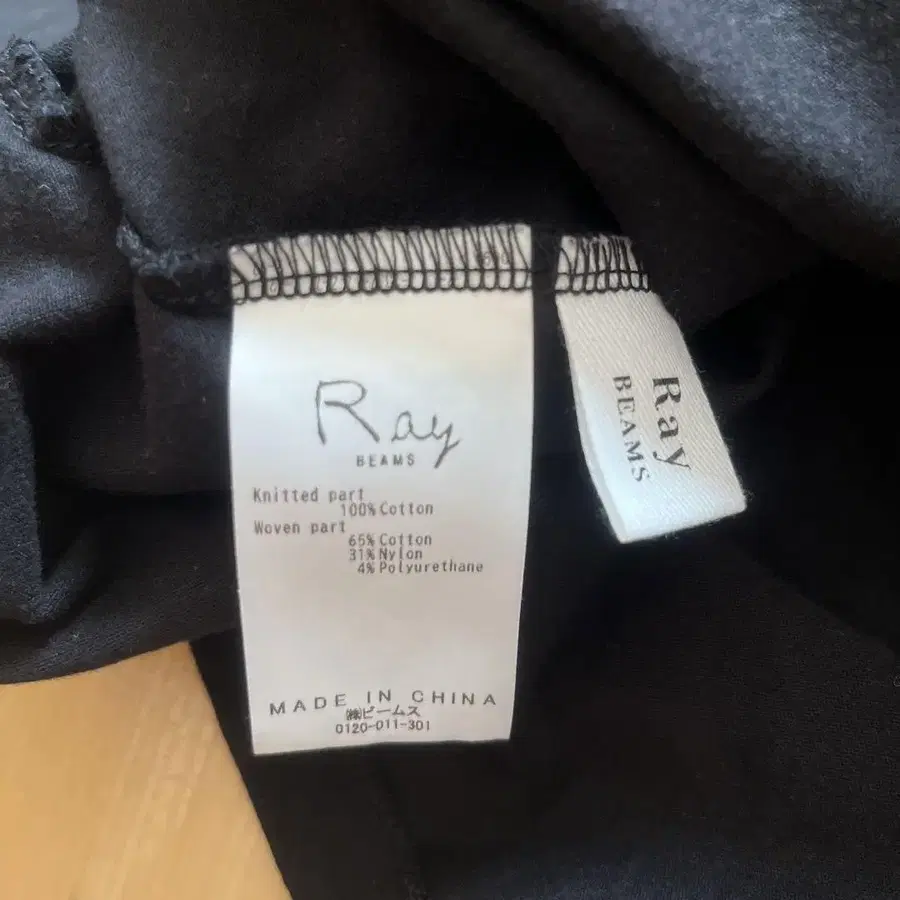 Ray
BEAMS
Knitted part
100% Cotton
Woven part
65% Cotton
31% Nylon
4% Polyurethane
MADE IN CHINA
㈱ビームス
0120-011-301
Ray
BEAMS